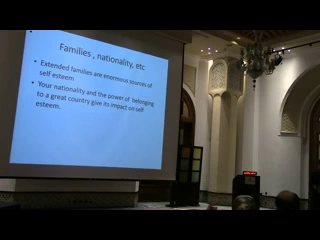 Families , nationality, etc
• Extended families are enormous sources of
self esteem
• Your nationality and the power of belonging
to a great country give its impact on self
esteem.